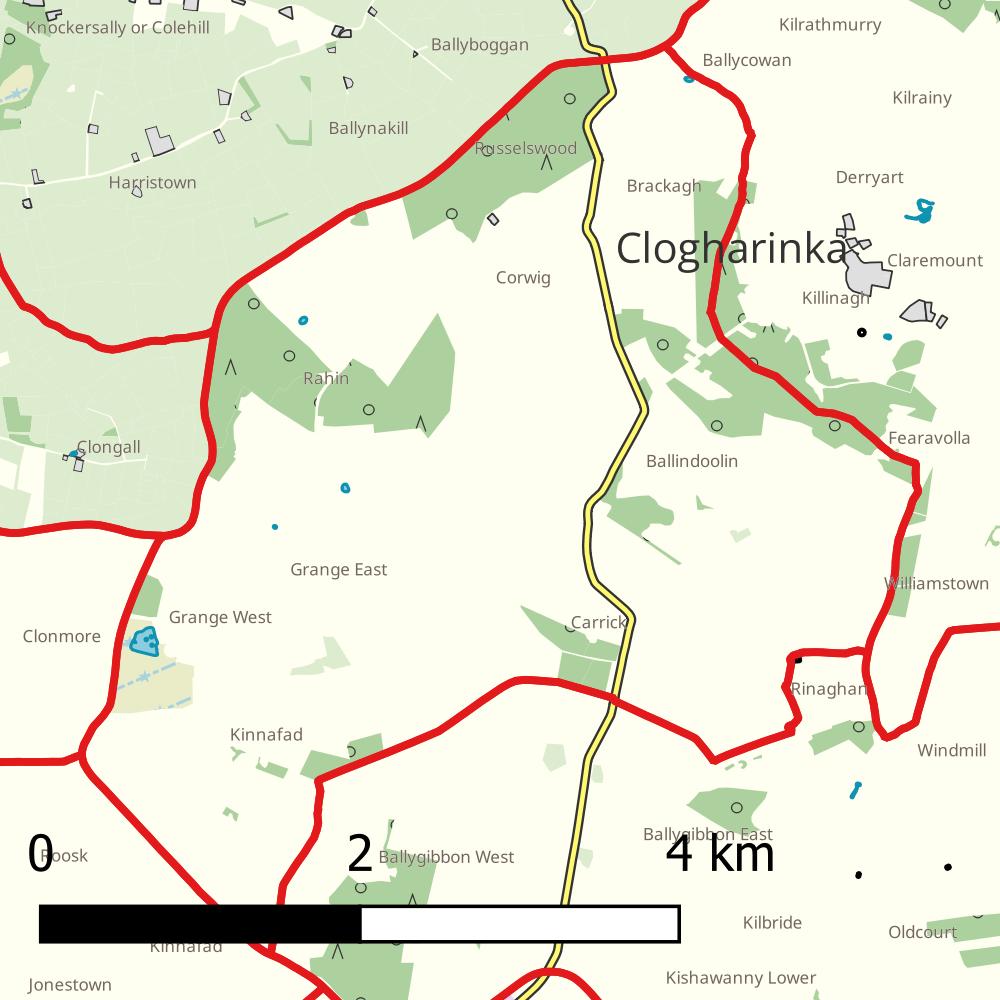 Knockersally or Colehill
Kilrathmurry
Ballyboggan
Ballycowan
Kilrainy
Ballynakill
Russelswood
Derryart
Harristown
Brackagh
Clogharinka
Claremount
Corwig
Killinagh
Rahin
Fearavolla
Clongall
Ballindoolin
Grange East
Williamstown
Grange West
Carrick
Clonmore
Rinaghan
Kinnafad
Windmill
Ballygibbon East
0
2
4 km
Roosk
Ballygibbon West
Kilbride
Oldcourt
Kinnafad
Kishawanny Lower
Jonestown